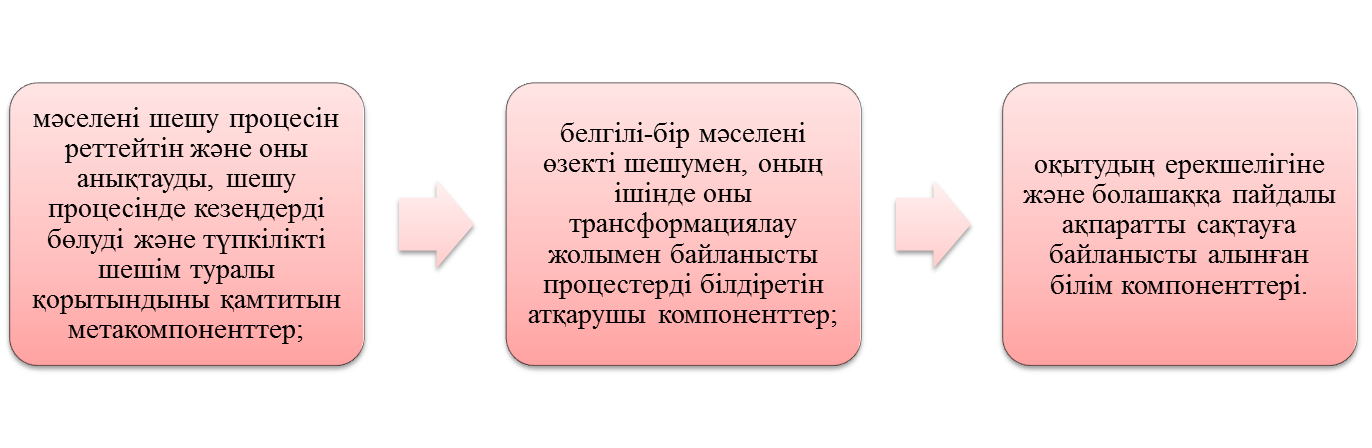 мәселені шешу процесін
реттейтін және оны
анықтауды, шешу
процесінде кезеңдерді
бөлуді және түпкілікті
шешім туралы
қорытындыны қамтитын
метакомпоненттер;
белгілі-бір мәселені
өзекті шешумен, оның
ішінде оны
трансформациялау
жолымен байланысты
процестерді білдіретін
атқарушы компоненттер;
оқытудың ерекшелігіне
және болашаққа пайдалы
ақпаратты сақтауға
байланысты алынған
білім компоненттері.